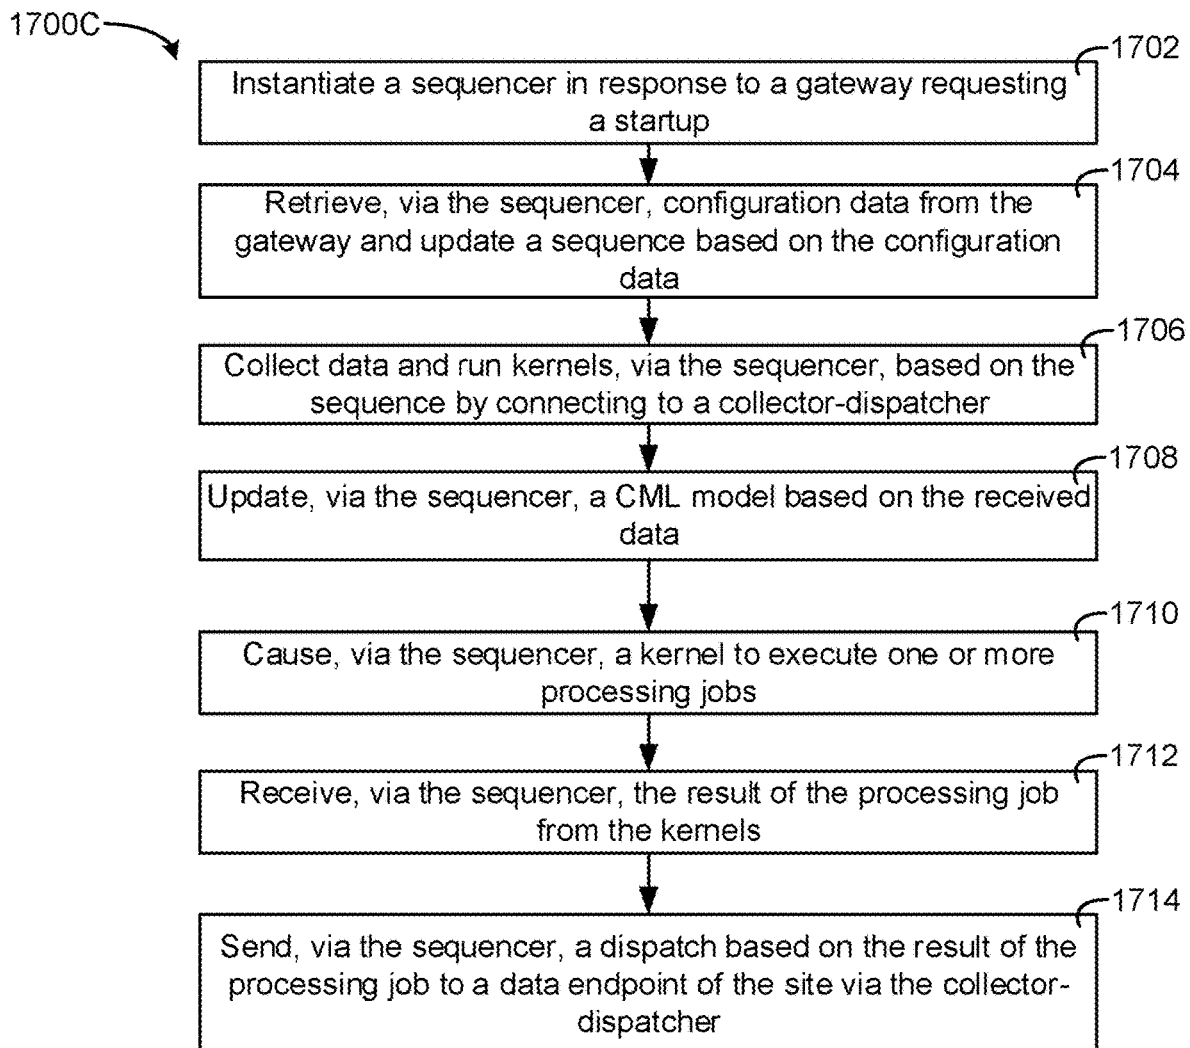 1700C
1702
Instantiate a sequencer in response to a gateway requesting
a startup
1704
Retrieve, via the sequencer, configuration data from the
gateway and update a sequence based on the configuration
data
1706
Collect data and run kernels, via the sequencer, based on the
sequence by connecting to a collector-dispatcher
1708
Update, via the sequencer, a CML model based on the received
data
1710
Cause, via the sequencer, a kernel to execute one or more
processing jobs
1712
Receive, via the sequencer, the result of the processing job
from the kernels
1714
Send, via the sequencer, a dispatch based on the result of the
processing job to a data endpoint of the site via the collector-
dispatcher